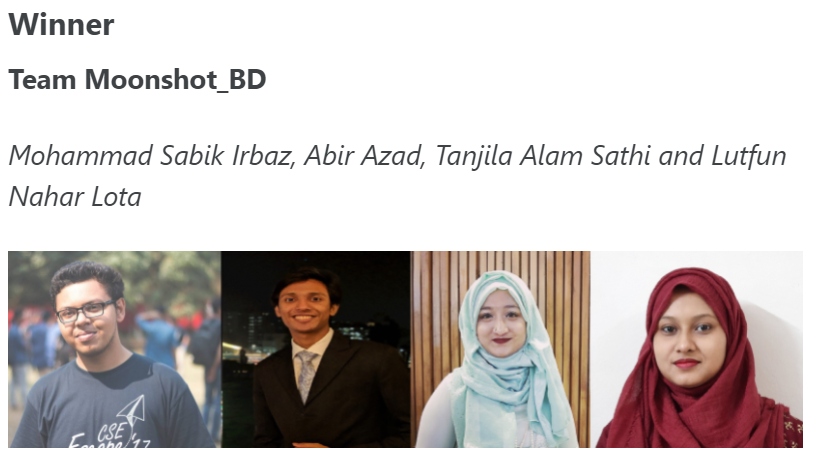 Winner
Team Moonshot_BD
Mohammad Sabik Irbaz, Abir Azad, Tanjila Alam Sathi and Lutfun
Nahar Lota
CSE